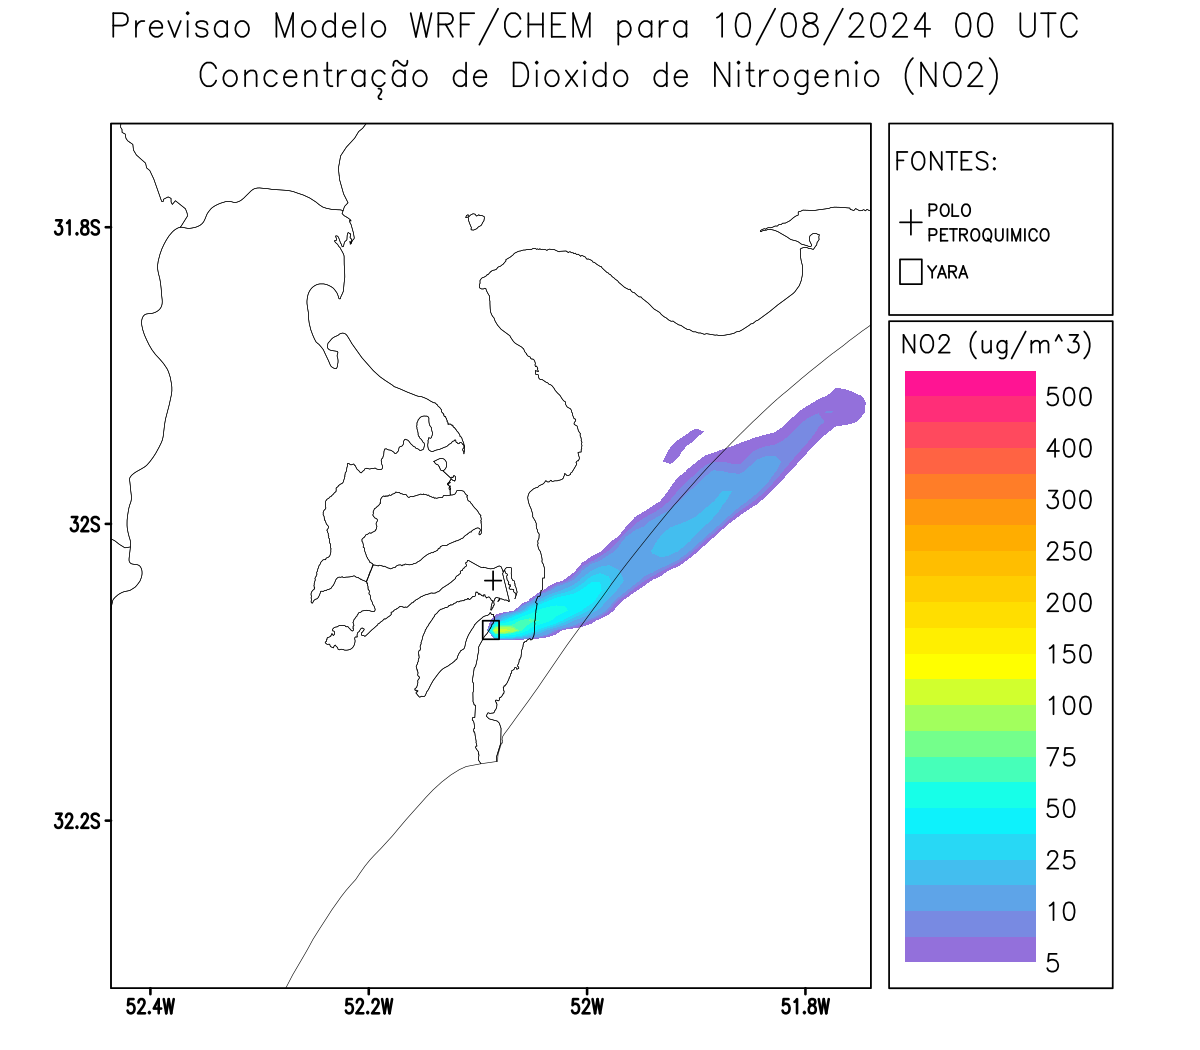 Previsao Modelo WRF/CHEM para 10/08/2024 00 UTC
Concentração de Dioxido de Nitrogenio (NO2)
FONTES:
POLO
PETROQUIMICO
YARA
NO2 (ug/m^3)
500
400
300
250
200
150
100
75
50
25
10
5
31.8S
32S
32.2S
52.4W
52.2W
52W
51.8W